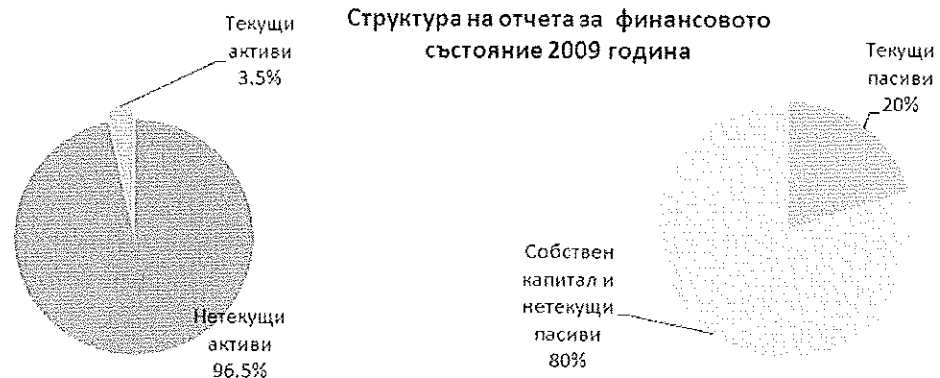 Структура на отчета за финансовото
състояние 2009 година
Текущи
активи
3.5%
Нетекущи
активи
96.5%
Текущи
пасиви
20%
Собствен
капитал и
нетекущи
пасиви
80%